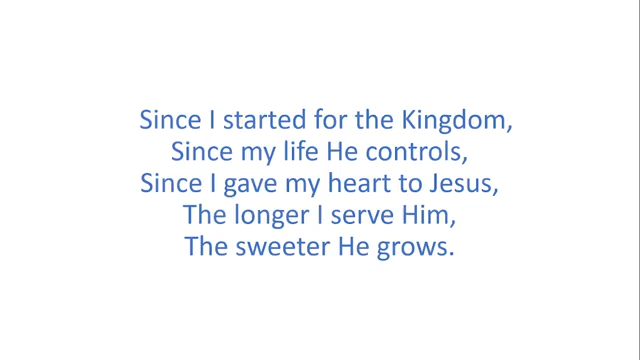 Since I started for the Kingdom,
Since my life He controls,
Since I gave my heart to Jesus,
The longer I serve Him,
The sweeter He grows.